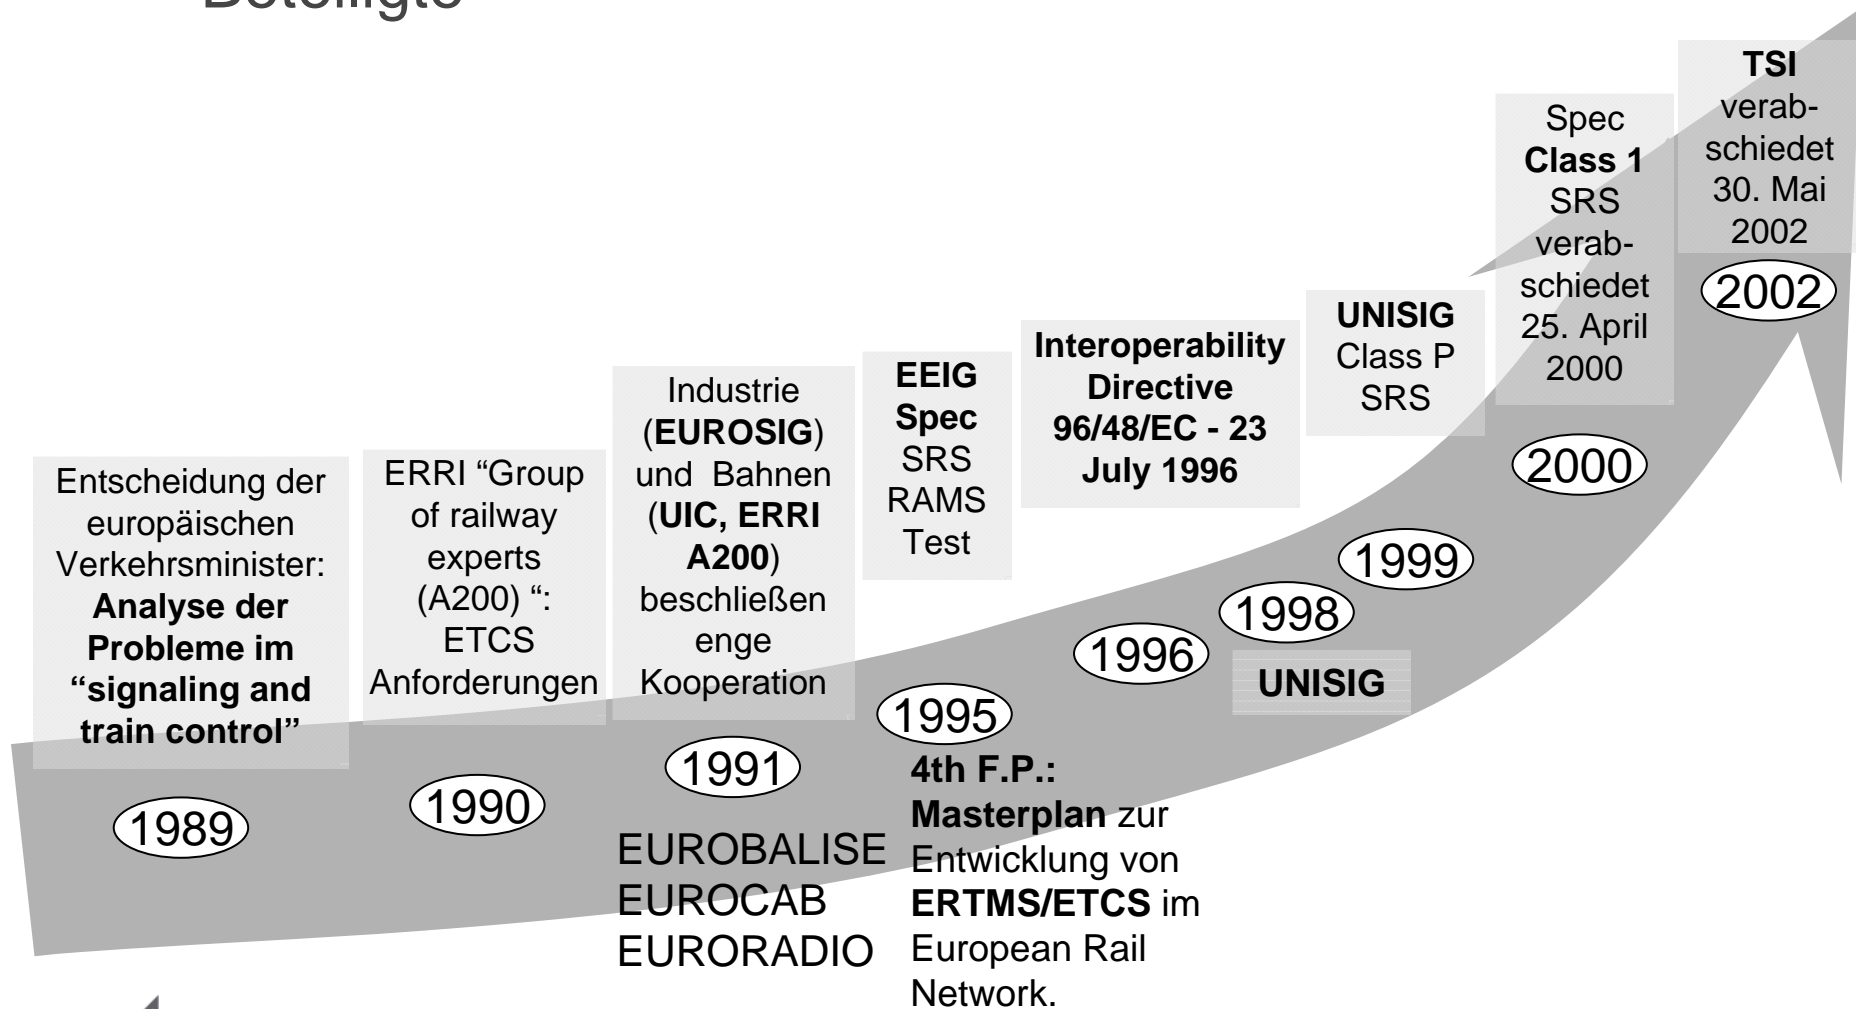 Beteiligte
Entscheidung der
europäischen
Verkehrsminister:
Analyse der
Probleme im
“signaling and
train control”
1989
ERRI “Group
of railway
experts
(A200) “:
ETCS
Anforderungen
1990
Industrie
(EUROSIG)
und Bahnen
(UIC, ERRI
A200)
beschließen
enge
Kooperation
1991
EUROBALISE
EUROCAB
EURORADIO
EEIG
Spec
SRS
RAMS
Test
1995
4th F.P.:
Masterplan zur
Entwicklung von
ERTMS/ETCS im
European Rail
Network.
Interoperability
Directive
96/48/EC - 23
July 1996
1996
1998
UNISIG
UNISIG
Class P
SRS
1999
Spec
Class 1
SRS
verab-
schiedet
25. April
2000
2000
TSI
verab-
schiedet
30. Mai
2002
2002